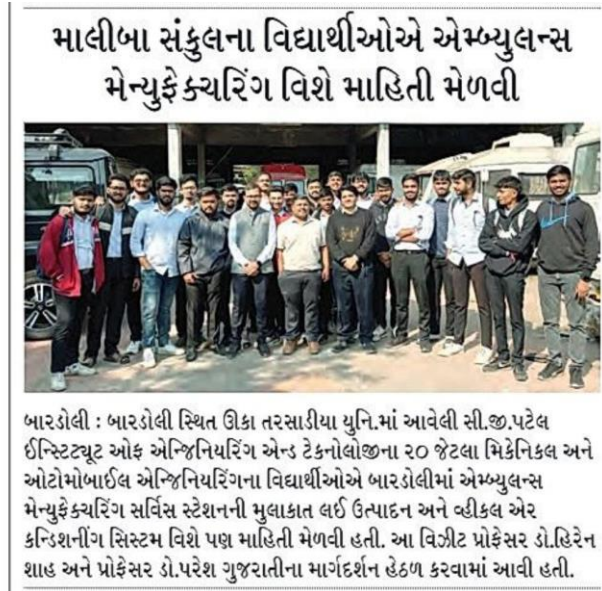 માલીબા સંકુલના વિદ્યાર્થીઓએ એમ્બ્યુલન્સ
મેન્યુફેક્ચરિંગ વિશે માહિતી મેળવી
બારડોલી : બારડોલી સ્થિત ઊકા તરસાડીયા યુનિ.માં આવેલી સી.જી.પટેલ
ઈન્સ્ટિટ્યૂટ ઓફ એન્જિનિયરિંગ એન્ડ ટેકનોલોજીના ૨૦ જેટલા મિકેનિકલ અને
ઓટોમોબાઈલ એન્જિનિયરિંગના વિદ્યાર્થીઓએ બારડોલીમાં એમ્બ્યુલન્સ
મેન્યુફેક્ચરિંગ સર્વિસ સ્ટેશનની મુલાકાત લઈ ઉત્પાદન અને વ્હીકલ એર
કન્ડિશનીંગ સિસ્ટમ વિશે પણ માહિતી મેળવી હતી. આ વિઝીટ પ્રોફેસર ડો.હિરેન
શાહ અને પ્રોફેસર ડો.પરેશ ગુજરાતીના માર્ગદર્શન હેઠળ કરવામાં આવી હતી.